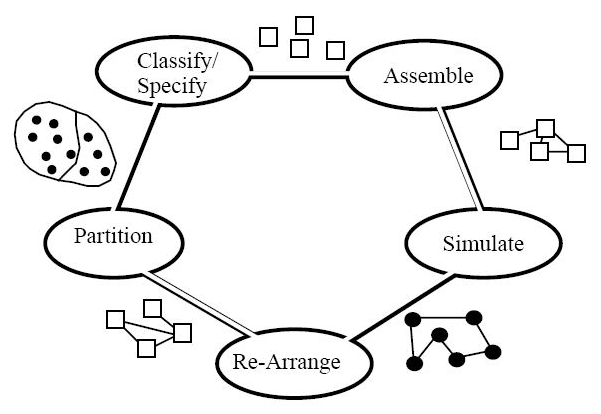 Classify/
Specify
Assemble
Partition
Simulate
Re-Arrange